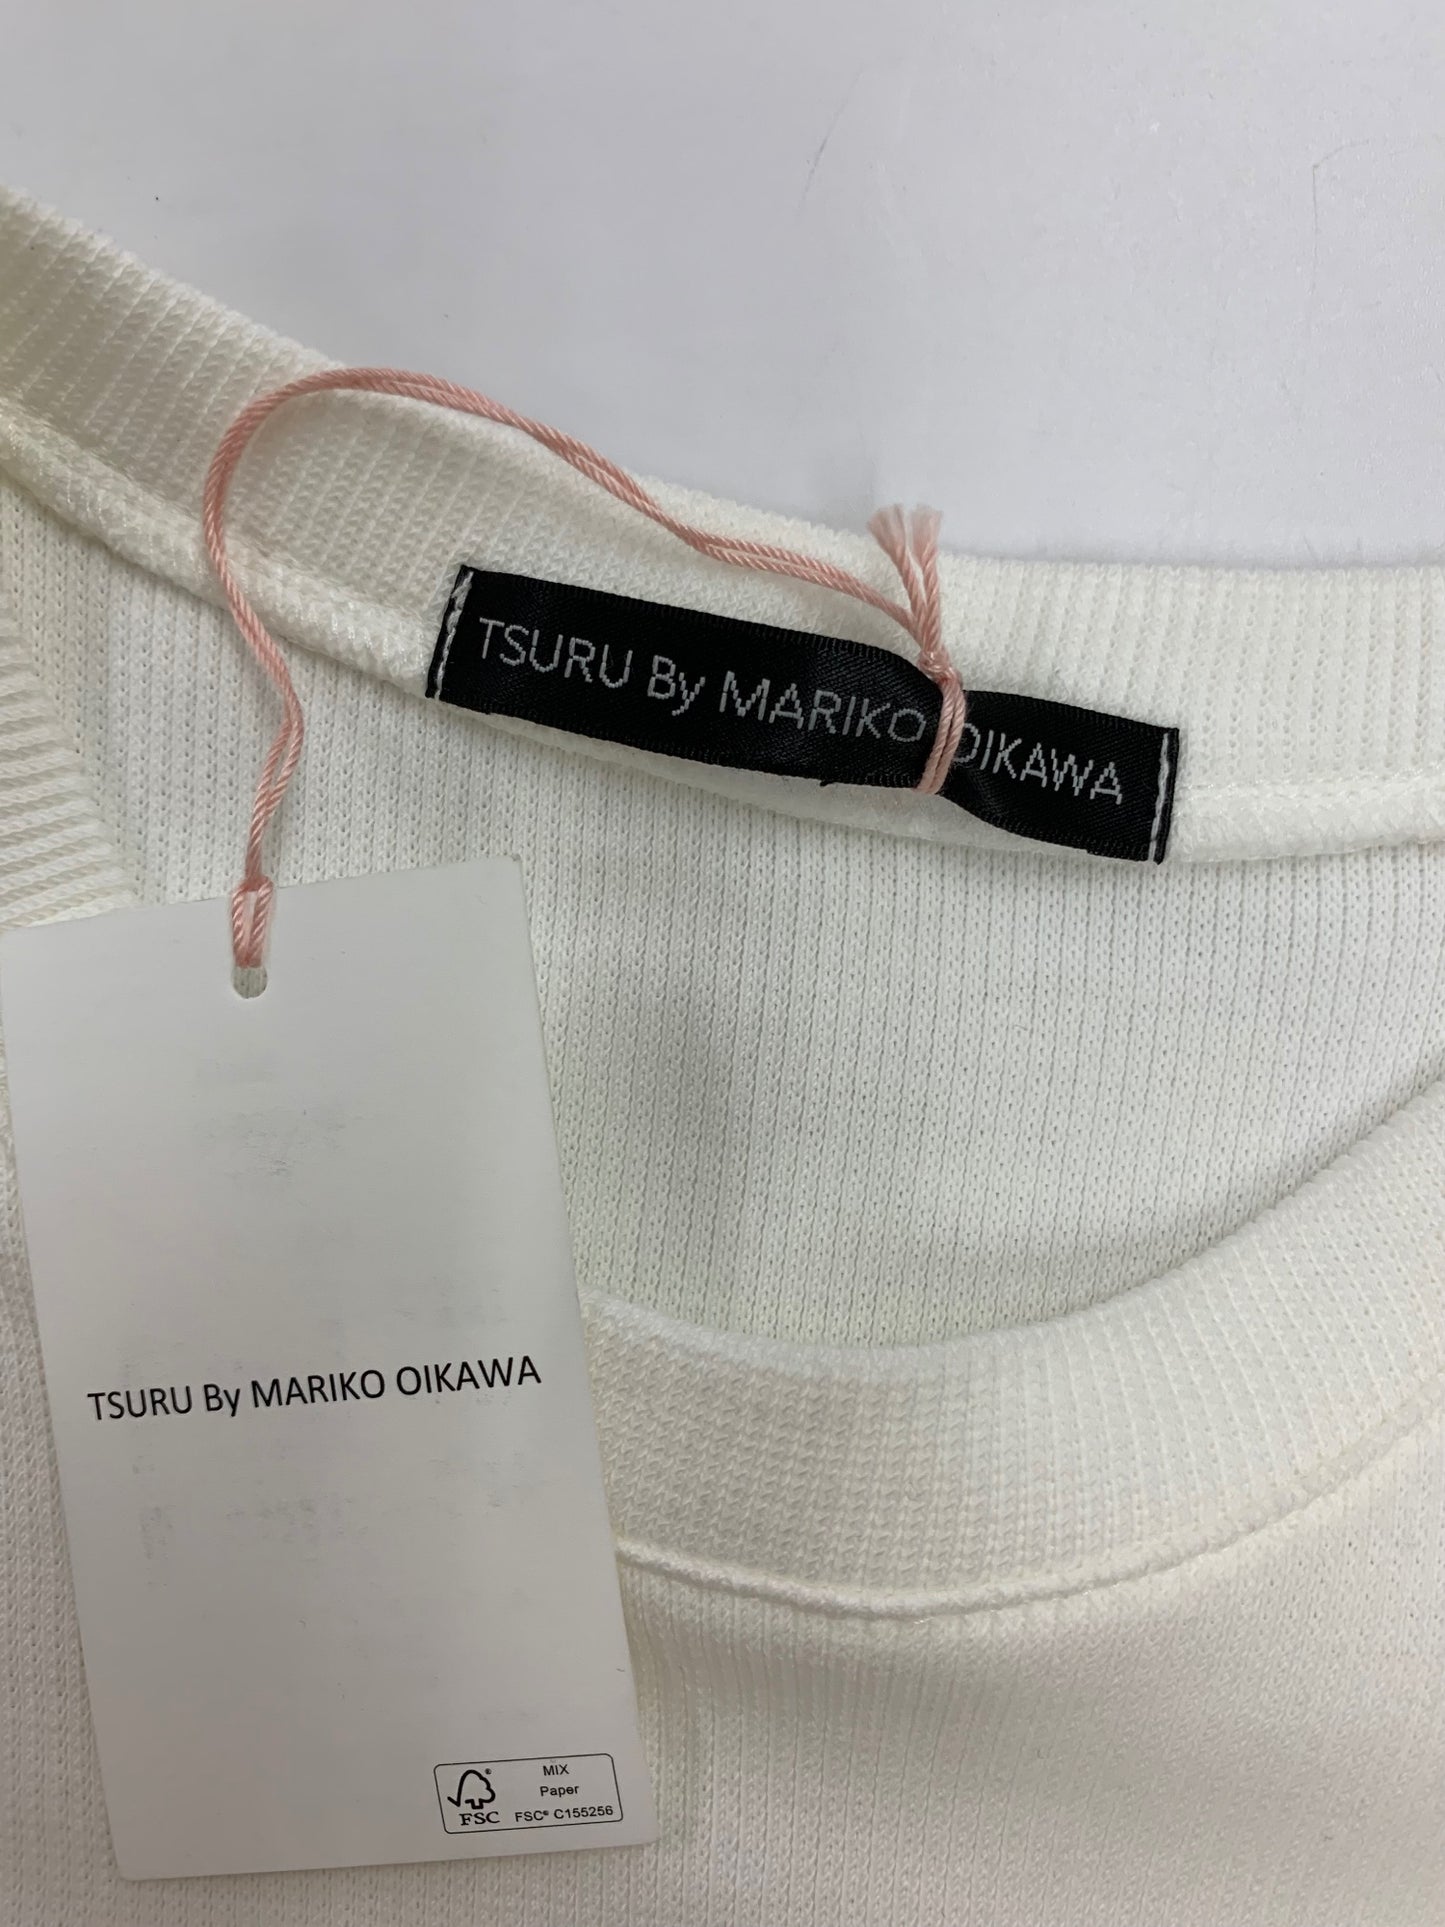 TSURU By MARIKO OIKAWA
TSURU By MARIKO OIKAWA
MIX
Paper
FSC® C155256
FSC